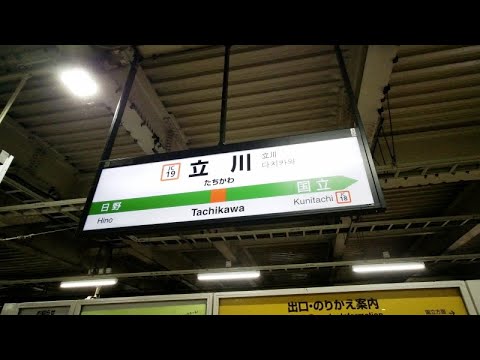 JC
19
立川
立川
다치카와
たちかわ
日野
国立
Hino
Tachikawa
Kunitachi
JC
18
出口・のりかえ案内
Information